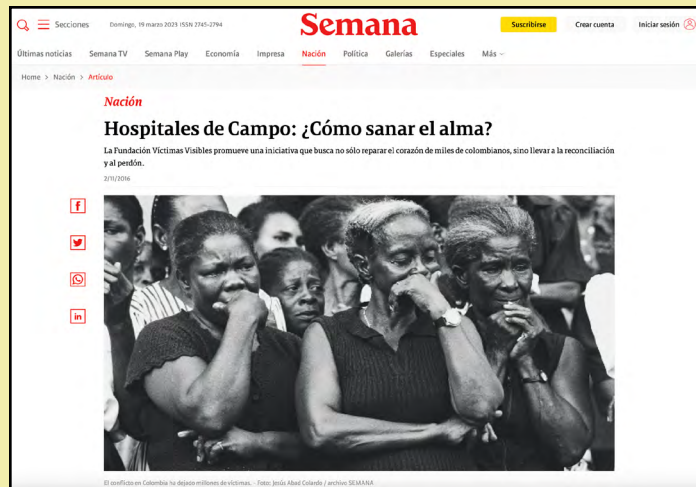 Secciones
Domingo, 19 marzo 2023 ISSN 2745-2794
Semana
Suscribirse
Crear cuenta
Iniciar sesión
Últimas noticias
Semana TV
Semana Play
Economía
Impresa
Nación
Política
Galerías
Especiales
Más
Home > Nación > Artículo
Nación
Hospitales de Campo: ¿Cómo sanar el alma?
La Fundación Víctimas Visibles promueve una iniciativa que busca no sólo reparar el corazón de miles de colombianos, sino llevar a la reconciliación
y al perdón.
2/11/2016
f
in
El conflicto en Colombia ha dejado millones de víctimas. - Foto: Jesús Abad Colorado / archivo SEMANA